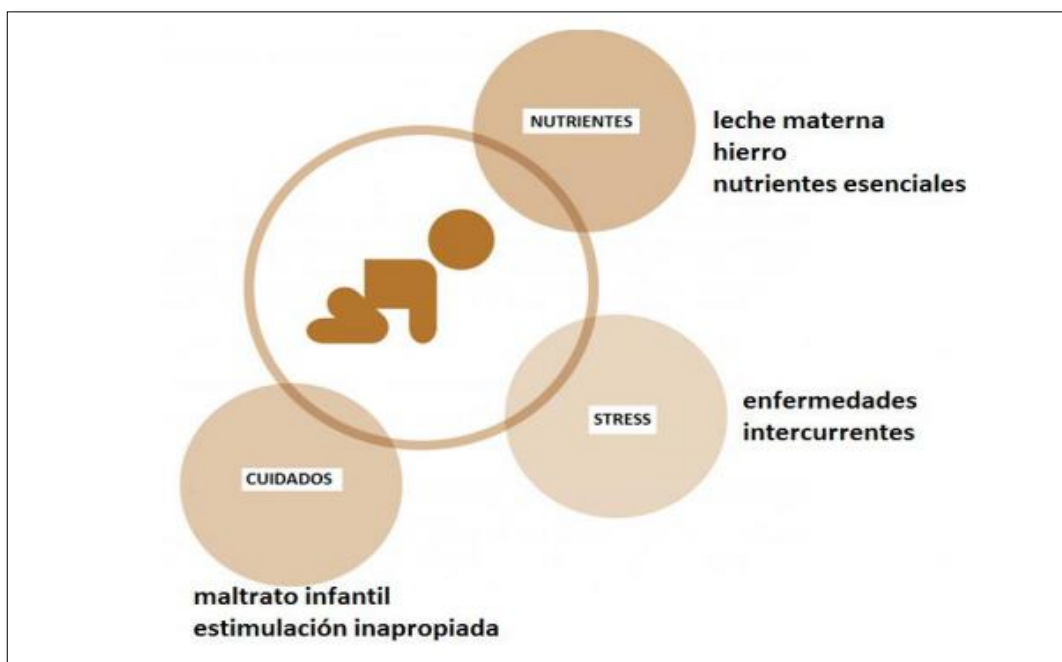 NUTRIENTES
leche materna
hierro
nutrientes esenciales
STRESS
enfermedades
intercurrentes
CUIDADOS
maltrato infantil
estimulación inapropiada